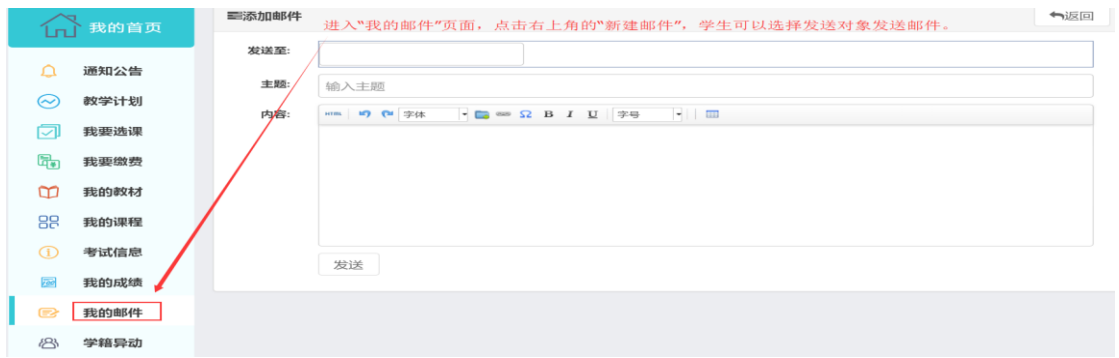 我的首页
通知公告
教学计划
我要选课
我要缴费
我的教材
我的课程
考试信息
我的成绩
我的邮件
学籍异动
添加邮件
进入“我的邮件”页面，点击右上角的“新建邮件”，学生可以选择发送对象发送邮件。
返回
发送至:
主题:
输入主题
内容:
HTML 字体 Ω B I U 字号
发送